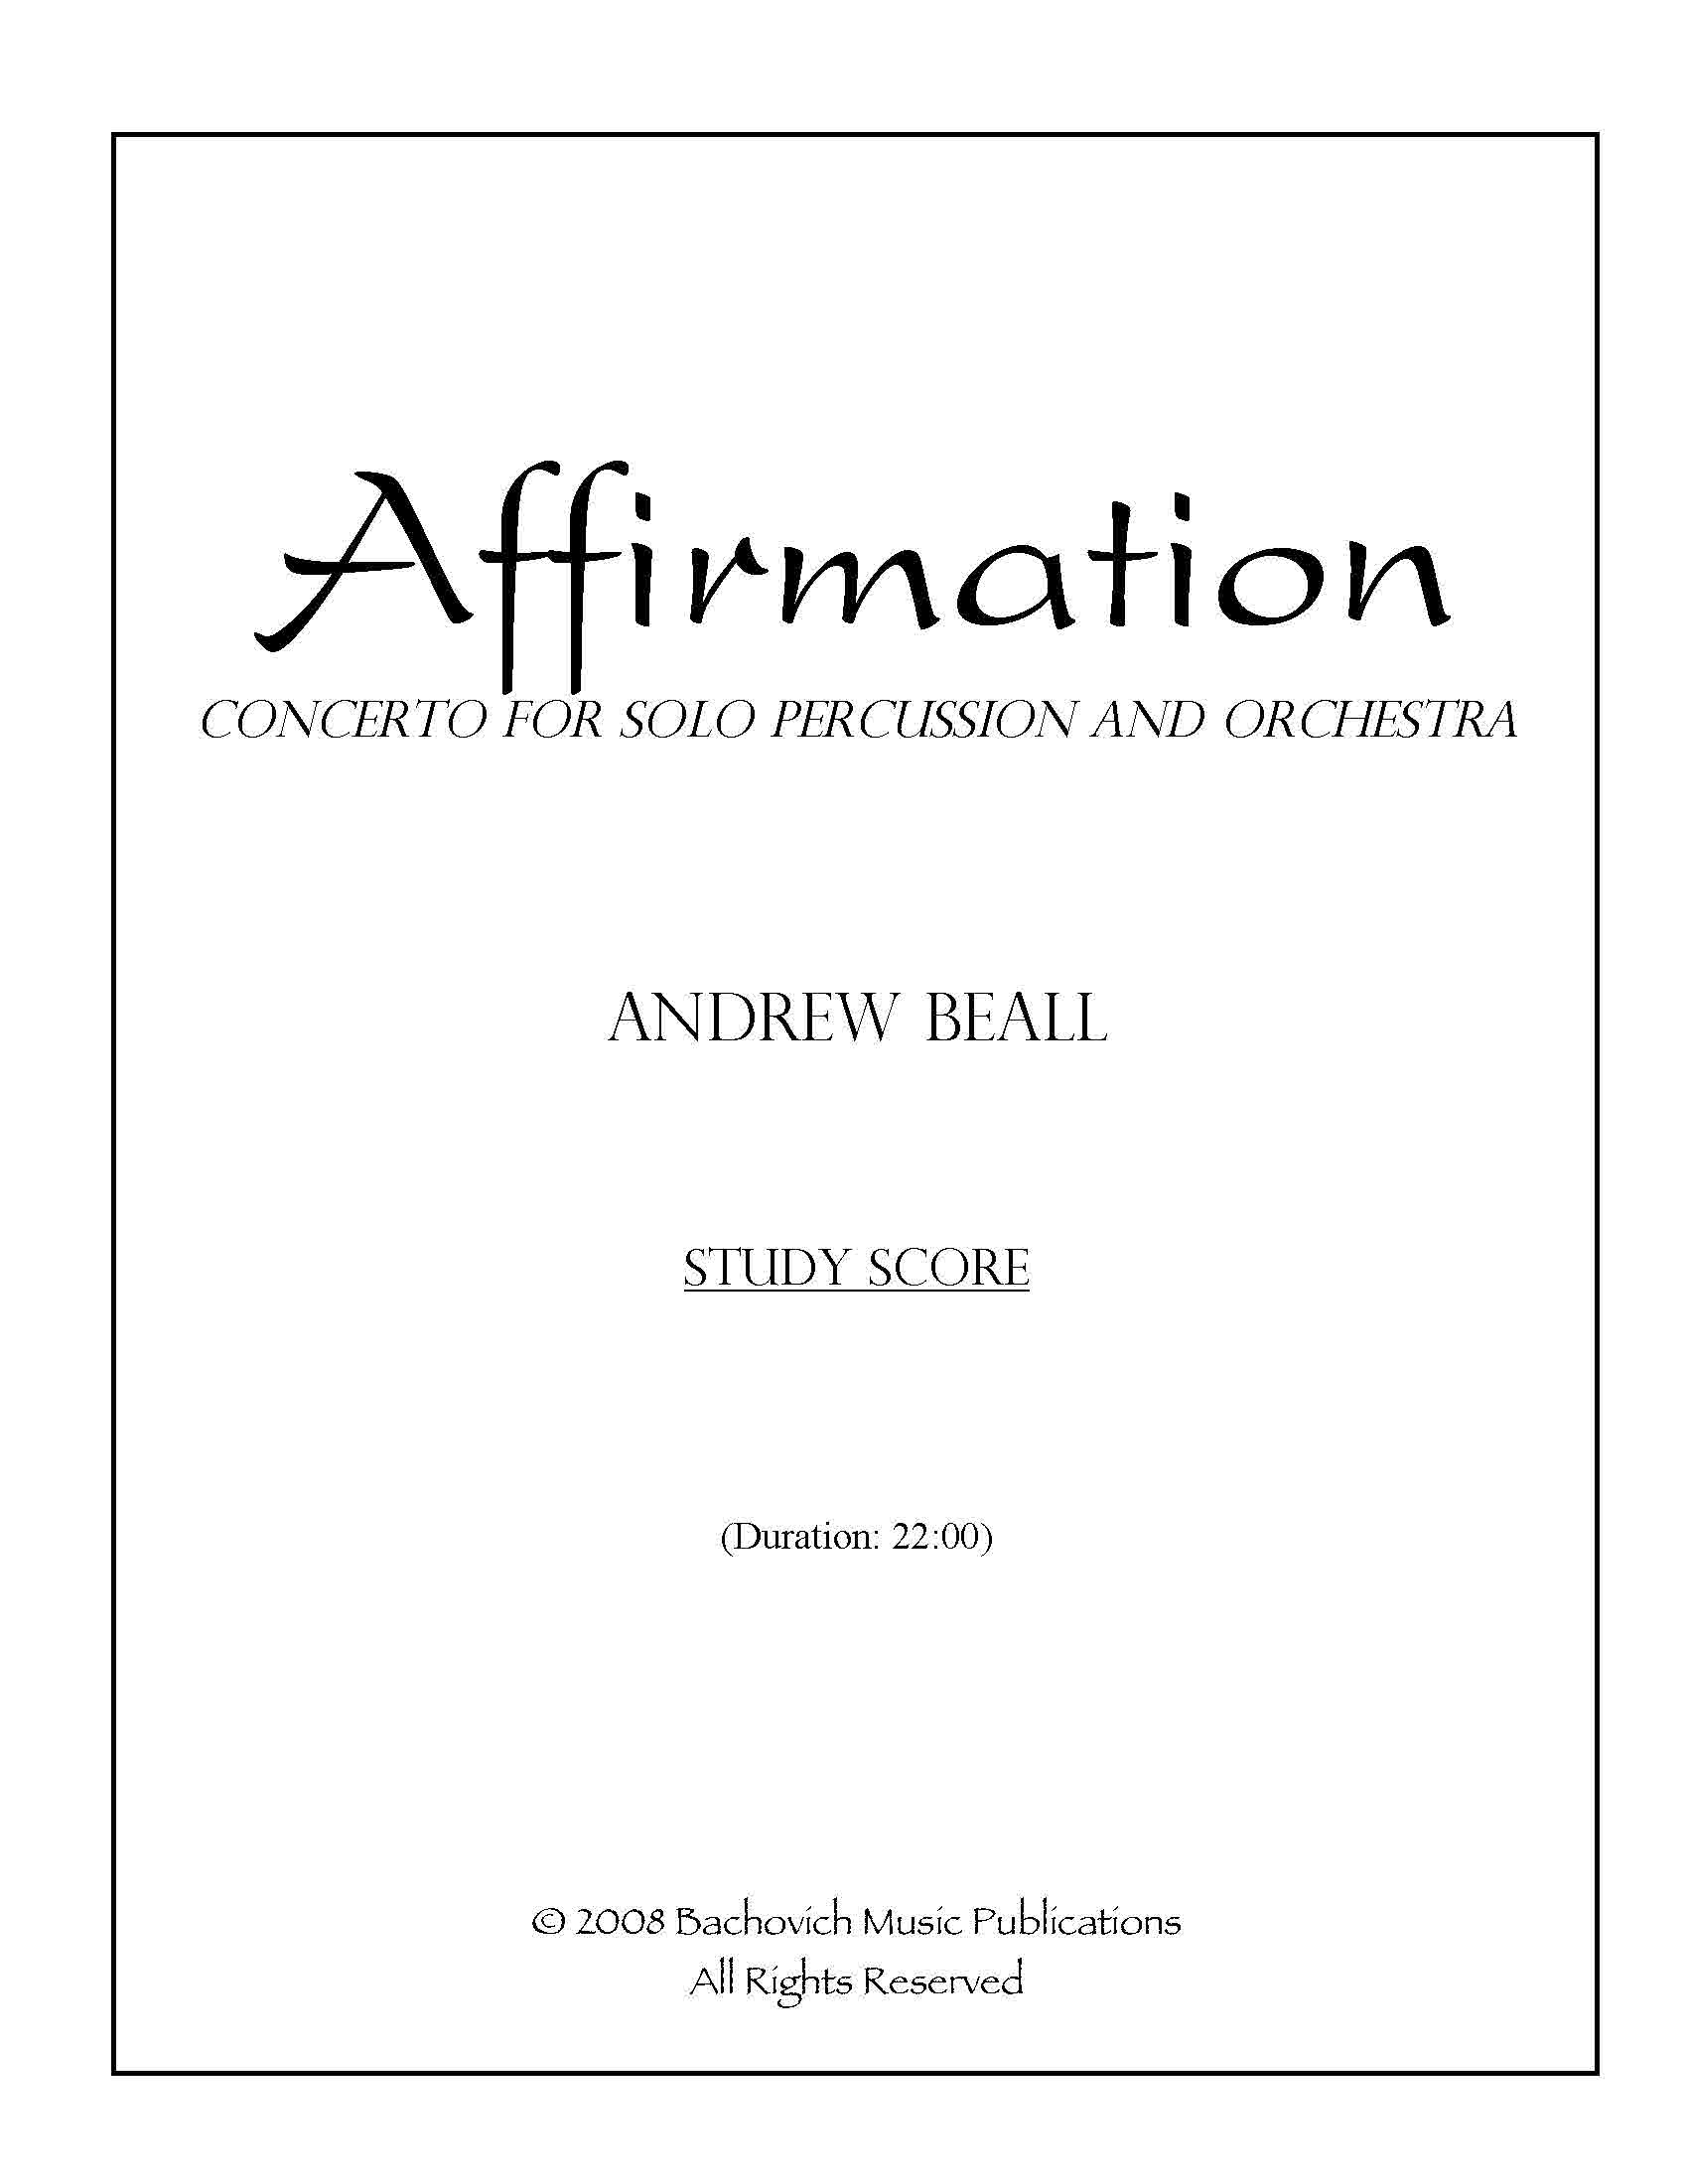 Affirmation
CONCERTO FOR SOLO PERCUSSION AND ORCHESTRA
ANDREW BEALL
STUDY SCORE
(Duration: 22:00)
© 2008 Bachovich Music Publications
All Rights Reserved